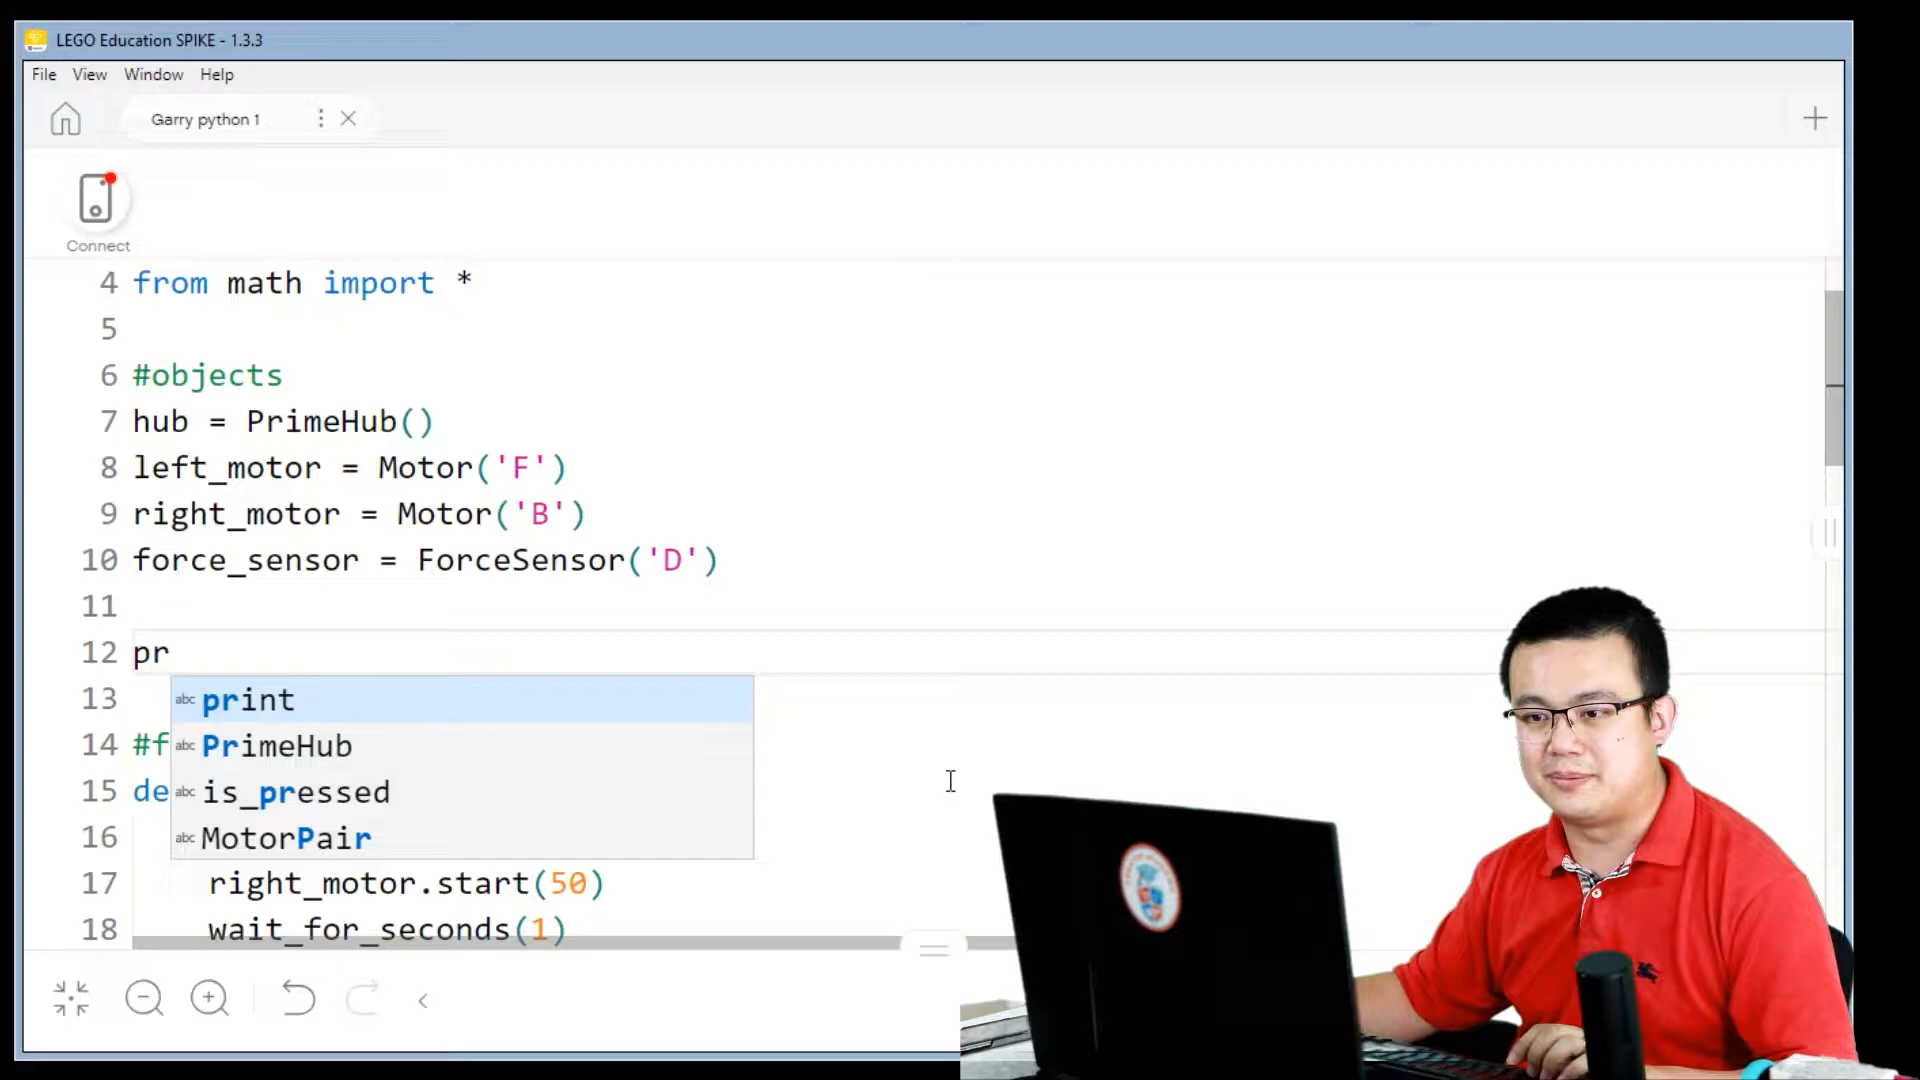 LEGO Education SPIKE - 1.3.3
File View Window Help
Garry python 1
Connect
4 from math import *
5
6 #objects
7 hub = PrimeHub()
8 left_motor = Motor('F')
9 right_motor = Motor('B')
10 force_sensor = ForceSensor('D')
11
12 pr
13 abc print
14 #f abc PrimeHub
15 de abc is_pressed
16 abc MotorPair
17 right_motor.start(50)
18 wait_for_seconds(1)